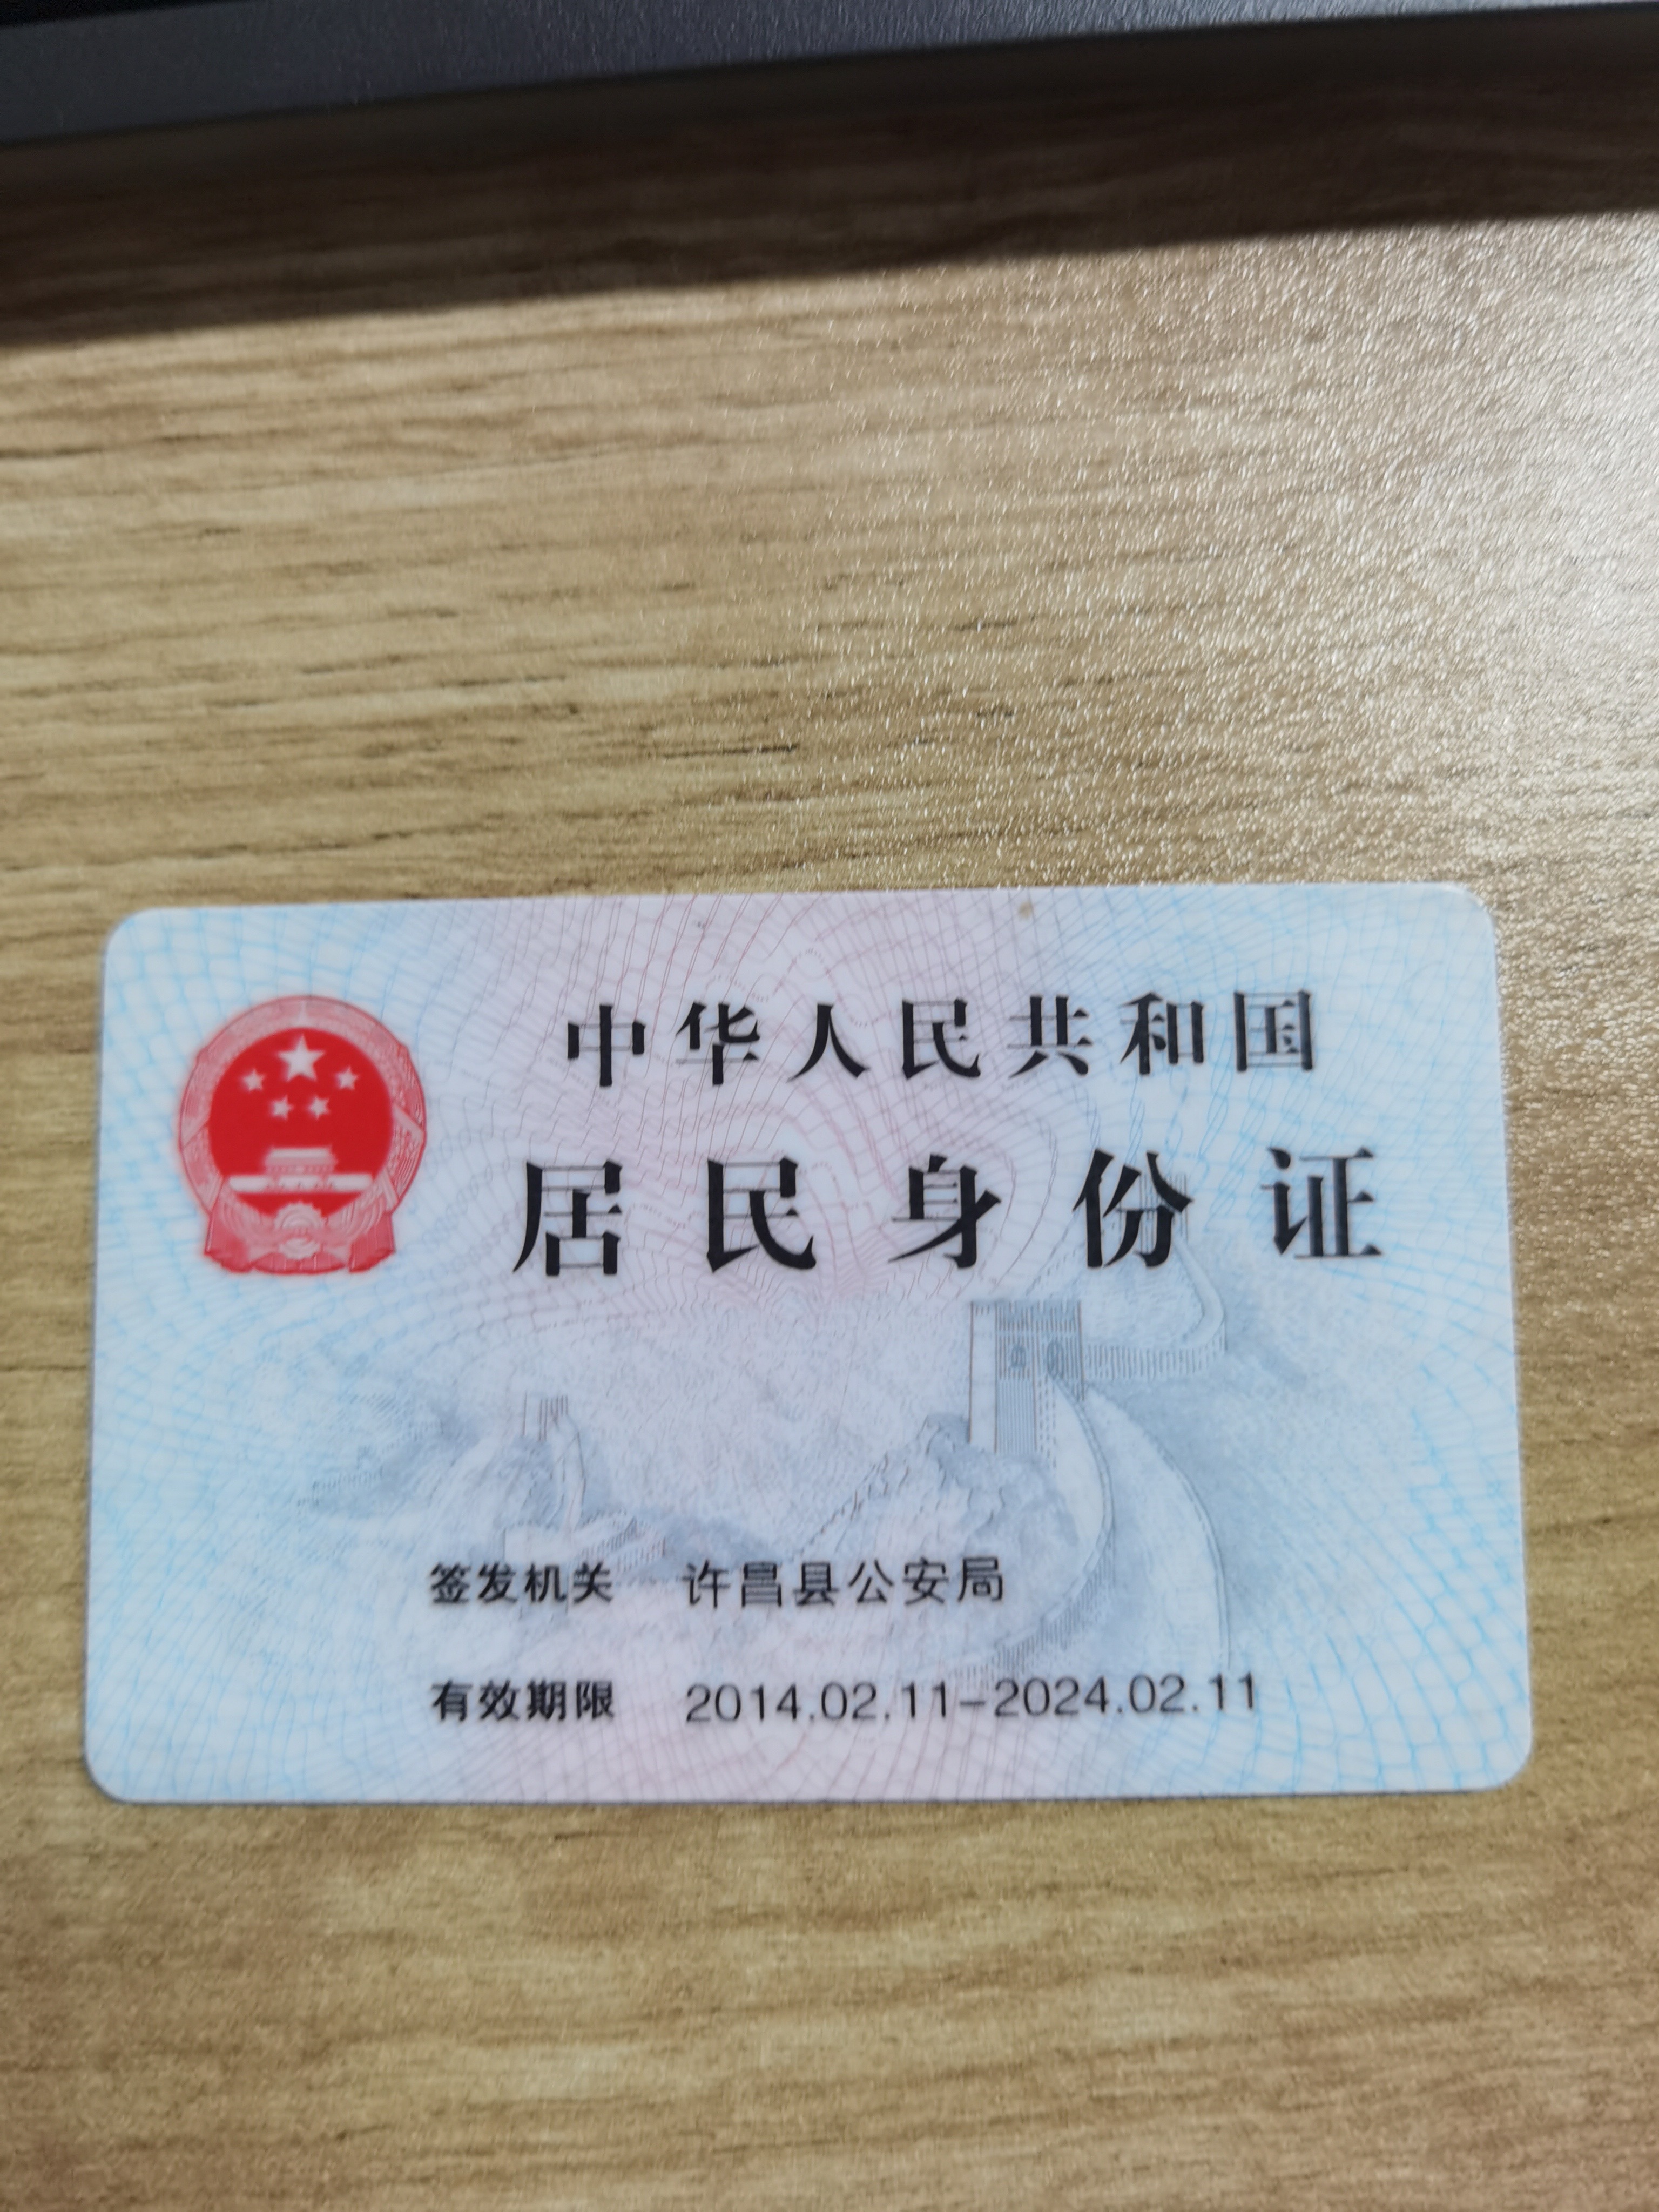 中华人民共和国
居民身份证
签发机关 许昌县公安局
有效期限 2014.02.11-2024.02.11